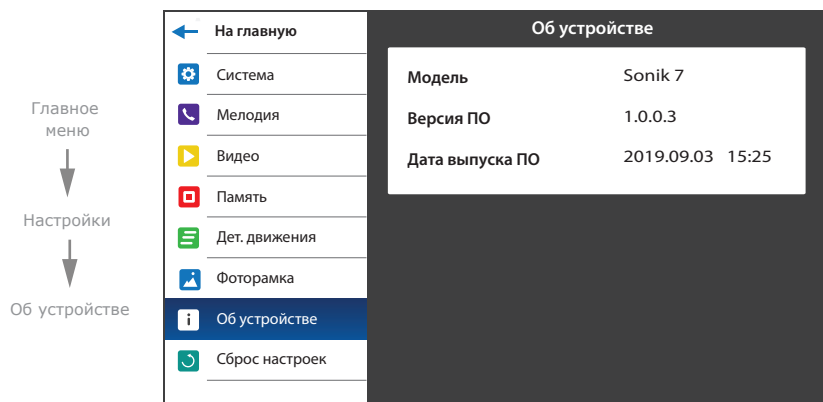 Главное
меню
Настройки
Об устройстве
На главную
Система
Мелодия
Видео
Память
Дет. движения
Фоторамка
Об устройстве
Сброс настроек
Об устройстве
Модель Sonik 7
Версия ПО 1.0.0.3
Дата выпуска ПО 2019.09.03 15:25